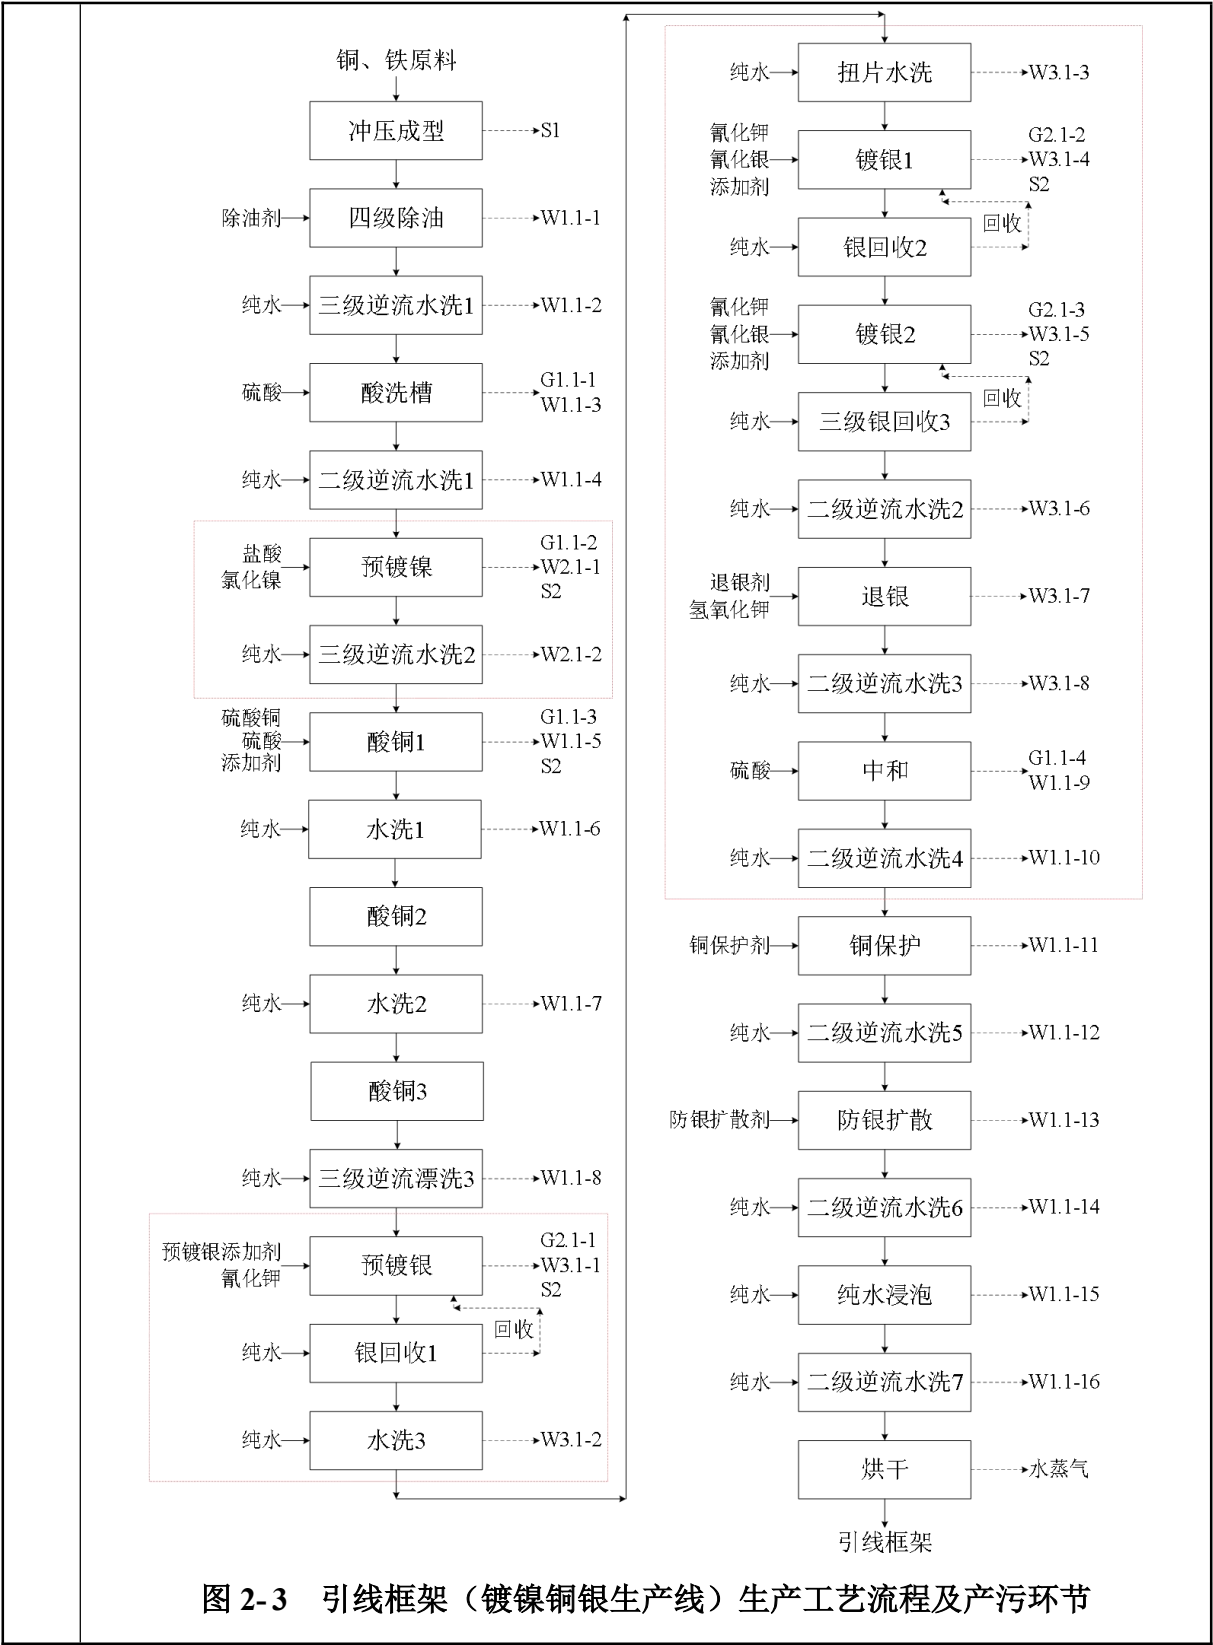 铜、铁原料
冲压成型
S1
除油剂
四级除油
W1.1-1
纯水
三级逆流水洗1
W1.1-2
硫酸
酸洗槽
G1.1-1
W1.1-3
纯水
二级逆流水洗1
W1.1-4
盐酸
氯化镍
预镀镍
G1.1-2
W2.1-1
S2
纯水
三级逆流水洗2
W2.1-2
硫酸铜
硫酸
添加剂
酸铜1
G1.1-3
W1.1-5
S2
纯水
水洗1
W1.1-6
酸铜2
纯水
水洗2
W1.1-7
酸铜3
纯水
三级逆流漂洗3
W1.1-8
预镀银添加剂
氰化钾
预镀银
G2.1-1
W3.1-1
S2
回收
纯水
银回收1
纯水
水洗3
W3.1-2
纯水
扭片水洗
W3.1-3
氰化钾
氰化银
添加剂
镀银1
G2.1-2
W3.1-4
S2
回收
纯水
银回收2
氰化钾
氰化银
添加剂
镀银2
G2.1-3
W3.1-5
S2
回收
纯水
三级银回收3
纯水
二级逆流水洗2
W3.1-6
退银剂
氢氧化钾
退银
W3.1-7
纯水
二级逆流水洗3
W3.1-8
硫酸
中和
G1.1-4
W1.1-9
纯水
二级逆流水洗4
W1.1-10
铜保护剂
铜保护
W1.1-11
纯水
二级逆流水洗5
W1.1-12
防银扩散剂
防银扩散
W1.1-13
纯水
二级逆流水洗6
W1.1-14
纯水
纯水浸泡
W1.1-15
纯水
二级逆流水洗7
W1.1-16
烘干
水蒸气
引线框架
图 2-3 引线框架（镀镍铜银生产线）生产工艺流程及产污环节